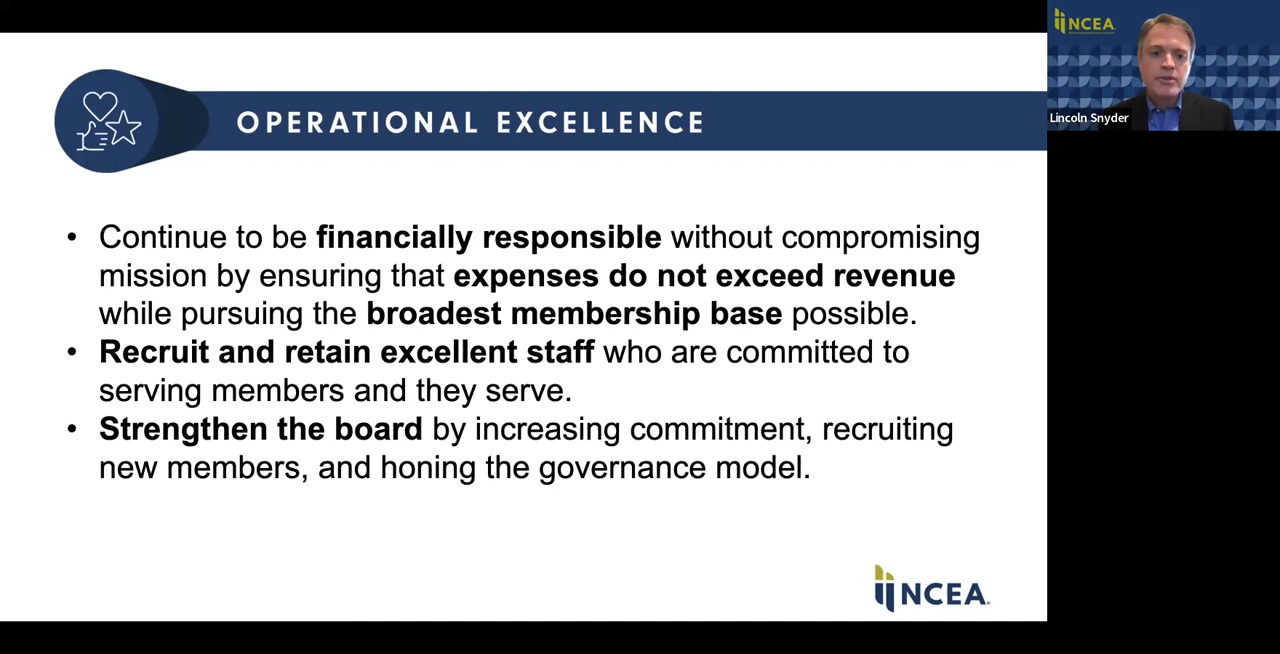 OPERATIONAL EXCELLENCE
• Continue to be financially responsible without compromising
mission by ensuring that expenses do not exceed revenue
while pursuing the broadest membership base possible.
• Recruit and retain excellent staff who are committed to
serving members and they serve.
• Strengthen the board by increasing commitment, recruiting
new members, and honing the governance model.
NCEA
NCEA
Lincoln Snyder